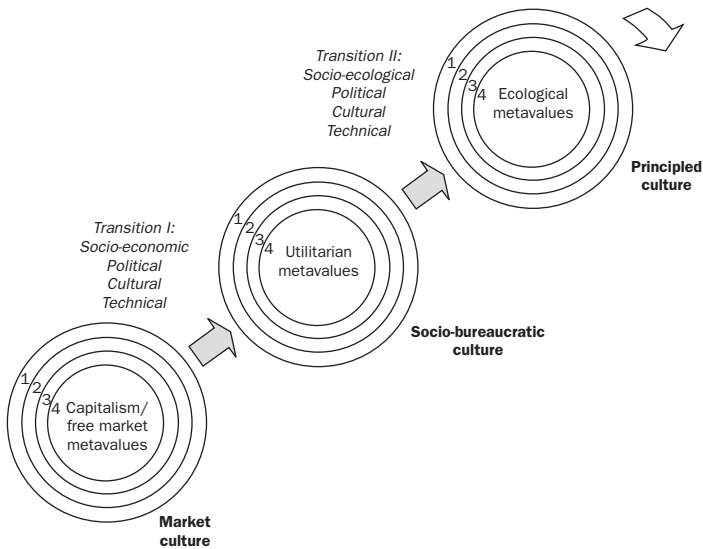 Transition II:
Socio-ecological
Political
Cultural
Technical
1
2
3
4
Ecological
metavalues
Principled
culture
Transition I:
Socio-economic
Political
Cultural
Technical
1
2
3
4
Utilitarian
metavalues
Socio-bureaucratic
culture
1
2
3
4
Capitalism/
free market
metavalues
Market
culture